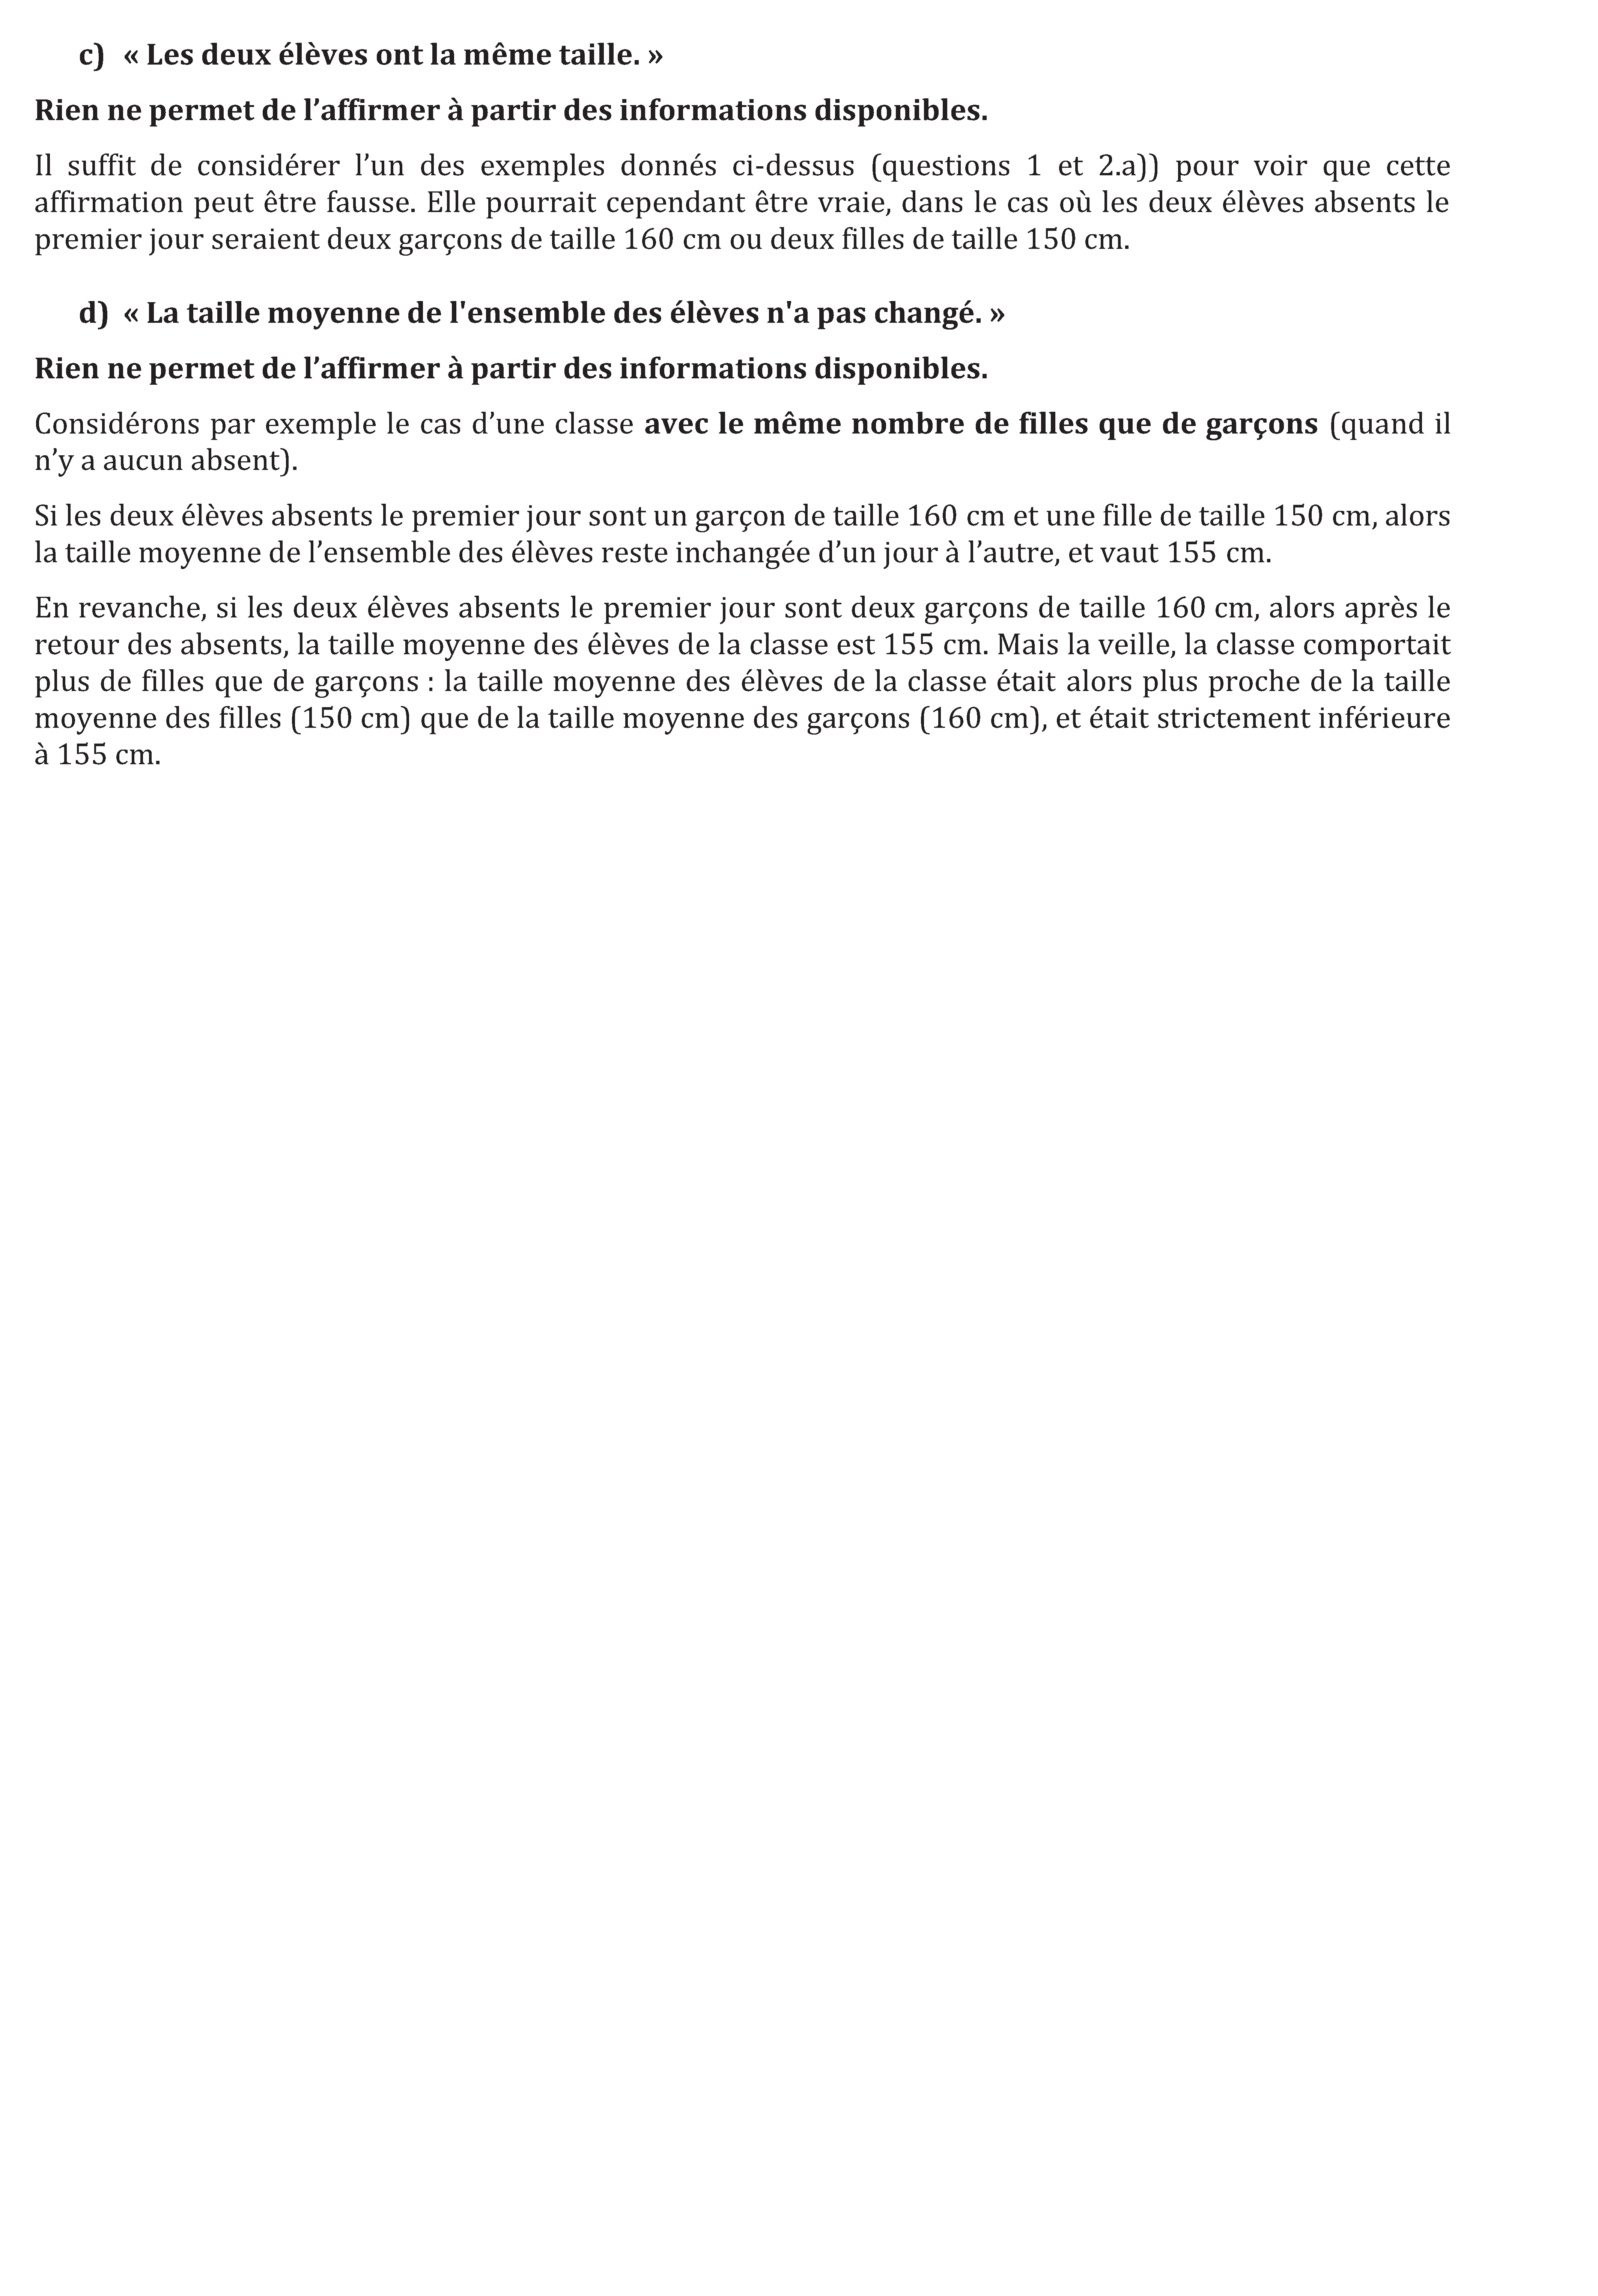 c) « Les deux élèves ont la même taille. »
Rien ne permet de l’affirmer à partir des informations disponibles.
Il suffit de considérer l’un des exemples donnés ci-dessus (questions 1 et 2.a)) pour voir que cette
affirmation peut être fausse. Elle pourrait cependant être vraie, dans le cas où les deux élèves absents le
premier jour seraient deux garçons de taille 160 cm ou deux filles de taille 150 cm.
d) « La taille moyenne de l'ensemble des élèves n'a pas changé. »
Rien ne permet de l’affirmer à partir des informations disponibles.
Considérons par exemple le cas d’une classe avec le même nombre de filles que de garçons (quand il
n’y a aucun absent).
Si les deux élèves absents le premier jour sont un garçon de taille 160 cm et une fille de taille 150 cm, alors
la taille moyenne de l’ensemble des élèves reste inchangée d’un jour à l’autre, et vaut 155 cm.
En revanche, si les deux élèves absents le premier jour sont deux garçons de taille 160 cm, alors après le
retour des absents, la taille moyenne des élèves de la classe est 155 cm. Mais la veille, la classe comportait
plus de filles que de garçons : la taille moyenne des élèves de la classe était alors plus proche de la taille
moyenne des filles (150 cm) que de la taille moyenne des garçons (160 cm), et était strictement inférieure
à 155 cm.